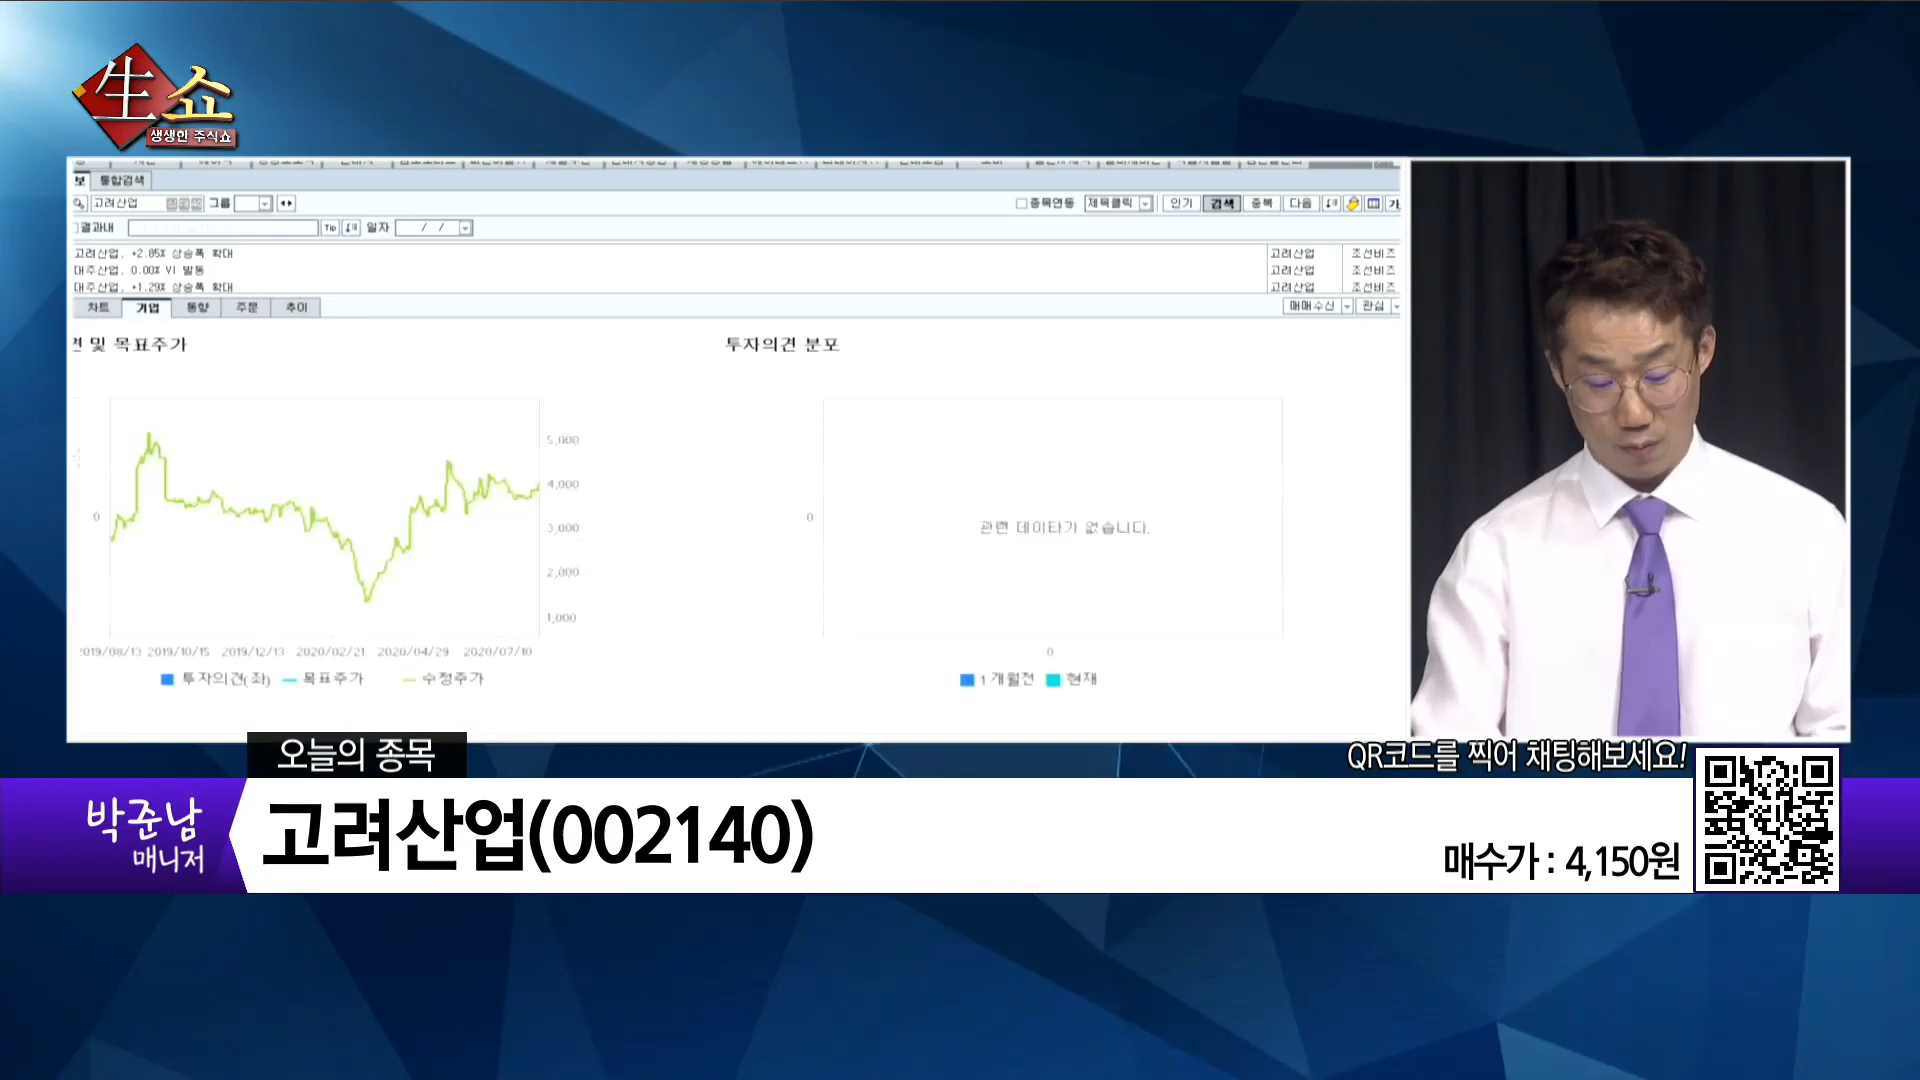 生쇼
생생한 주식쇼
보 통합검색
고려산업 그룹
종목연동 제목클릭 인기 검색 중복 다음
결과내 Tip 일자 / /
고려산업, +2.85% 상승폭 확대 고려산업 조선비즈
대주산업, 0.00% VI 발동 고려산업 조선비즈
대주산업, +1.29% 상승폭 확대 고려산업 조선비즈
차트 기업 동향 주문 추이 매매수신 관심
및 목표주가
투자의견 분포
5,000
4,000
0
3,000
2,000
1,000
2019/08/13 2019/10/15 2019/12/13 2020/02/21 2020/04/29 2020/07/10
투자의견(좌) 목표주가 수정주가
0
관련 데이타가 없습니다.
0
1개월전 현재
오늘의 종목
QR코드를 찍어 채팅해보세요!
박준남
매니저
고려산업(002140)
매수가 : 4,150원